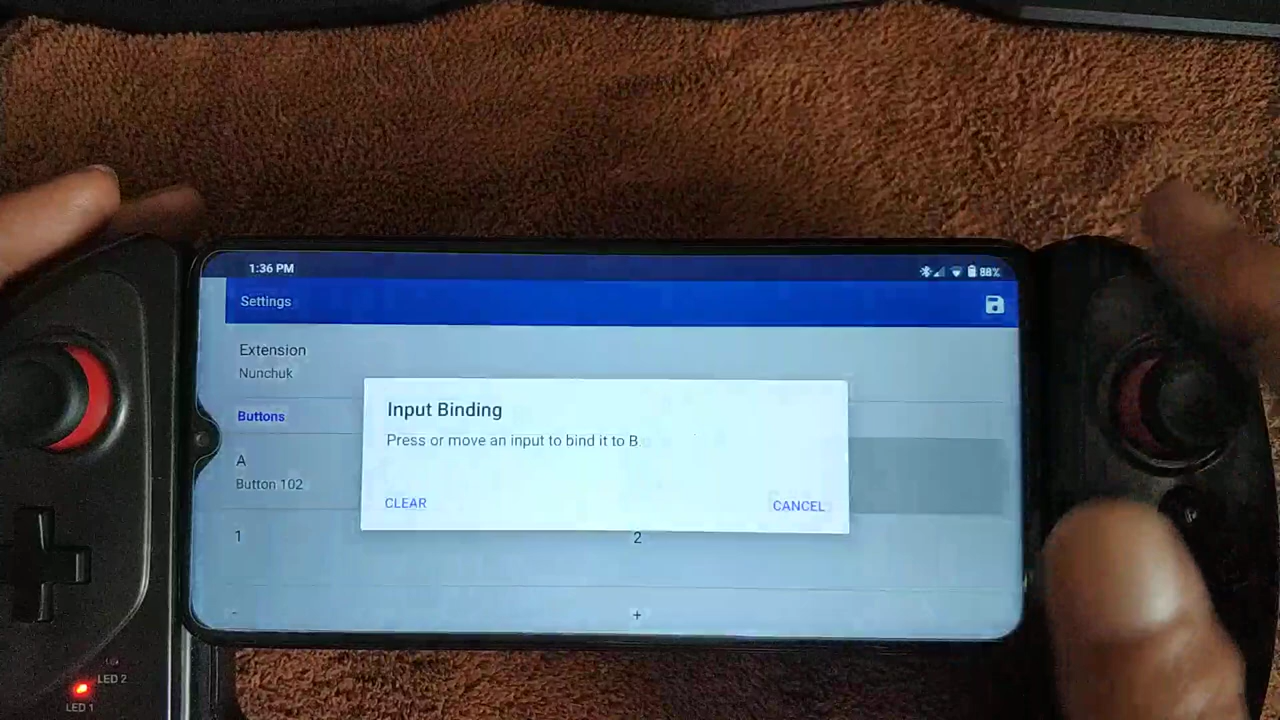 1:36 PM
88%
Settings
Extension
Nunchuk
Buttons
Input Binding
Press or move an input to bind it to B.
A
Button 102
CLEAR
CANCEL
1
2
-
+
LED 2
LED 1